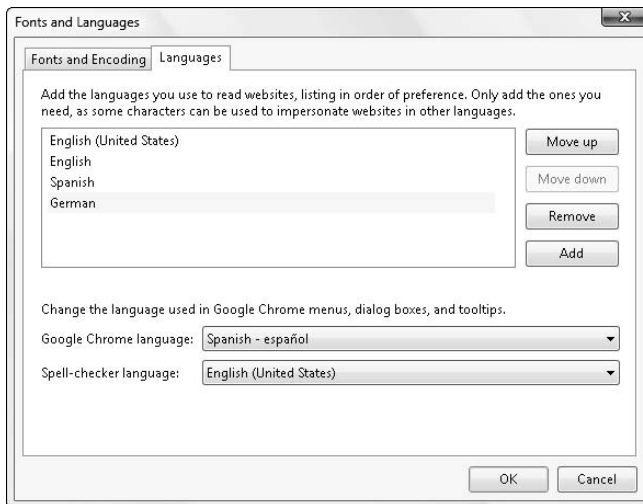 Fonts and Languages
Fonts and Encoding
Languages
Add the languages you use to read websites, listing in order of preference. Only add the ones you
need, as some characters can be used to impersonate websites in other languages.
English (United States)
English
Spanish
German
Move up
Move down
Remove
Add
Change the language used in Google Chrome menus, dialog boxes, and tooltips.
Google Chrome language: Spanish - español
Spell-checker language: English (United States)
OK
Cancel